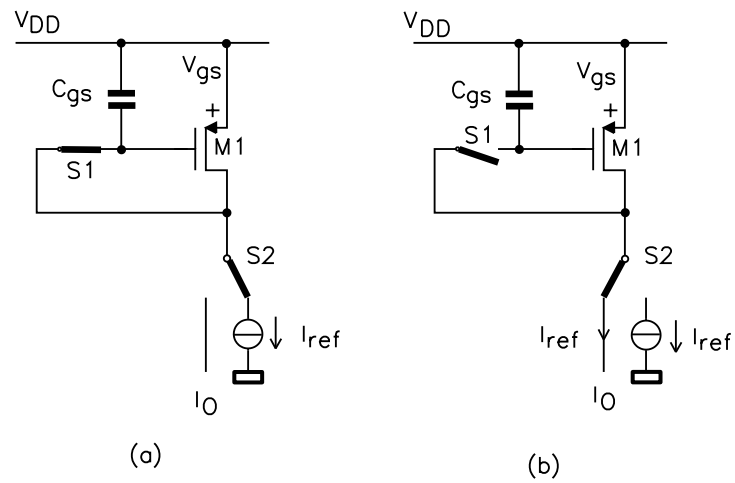 VDD
Cgs
Vgs
+
M1
S1
S2
Iref
IO
(a)
VDD
Cgs
Vgs
+
M1
S1
S2
Iref
Iref
IO
(b)